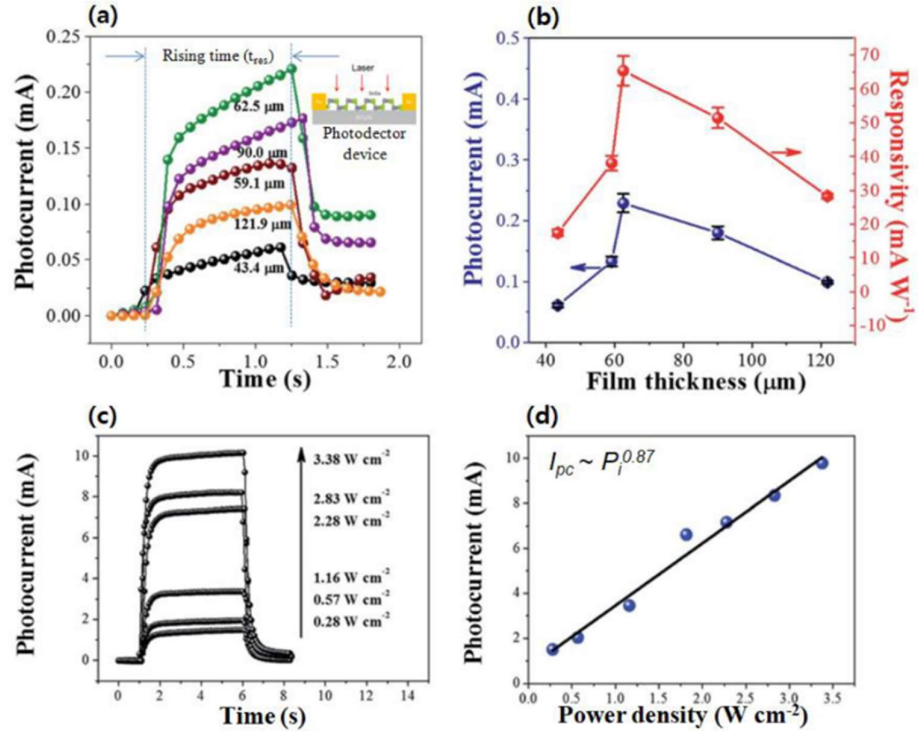 (a)
0.25
0.20
0.15
0.10
0.05
0.00
Photocurrent (mA)
Rising time (tres)
Laser
62.5 μm
90.0 μm
59.1 μm
121.9 μm
43.4 μm
Photodector
device
0.0 0.5 1.0 1.5 2.0
Time (s)
(b)
0.5
0.4
0.3
0.2
0.1
0.0
Photocurrent (mA)
70
60
50
40
30
20
10
0
-10
Responsivity (mA W⁻¹)
40 60 80 100 120
Film thickness (μm)
(c)
10
8
6
4
2
0
Photocurrent (mA)
3.38 W cm⁻²
2.83 W cm⁻²
2.28 W cm⁻²
1.16 W cm⁻²
0.57 W cm⁻²
0.28 W cm⁻²
0 2 4 6 8 10 12 14
Time (s)
(d)
10
8
6
4
2
0
Photocurrent (mA)
Ipc ~ Pi^0.87
0.0 0.5 1.0 1.5 2.0 2.5 3.0 3.5
Power density (W cm⁻²)